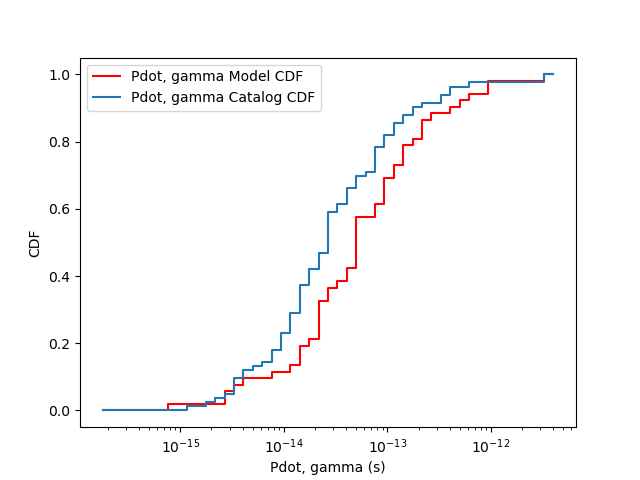 Pdot, gamma Model CDF
Pdot, gamma Catalog CDF
1.0
0.8
0.6
0.4
0.2
0.0
CDF
10⁻¹⁵
10⁻¹⁴
10⁻¹³
10⁻¹²
Pdot, gamma (s)